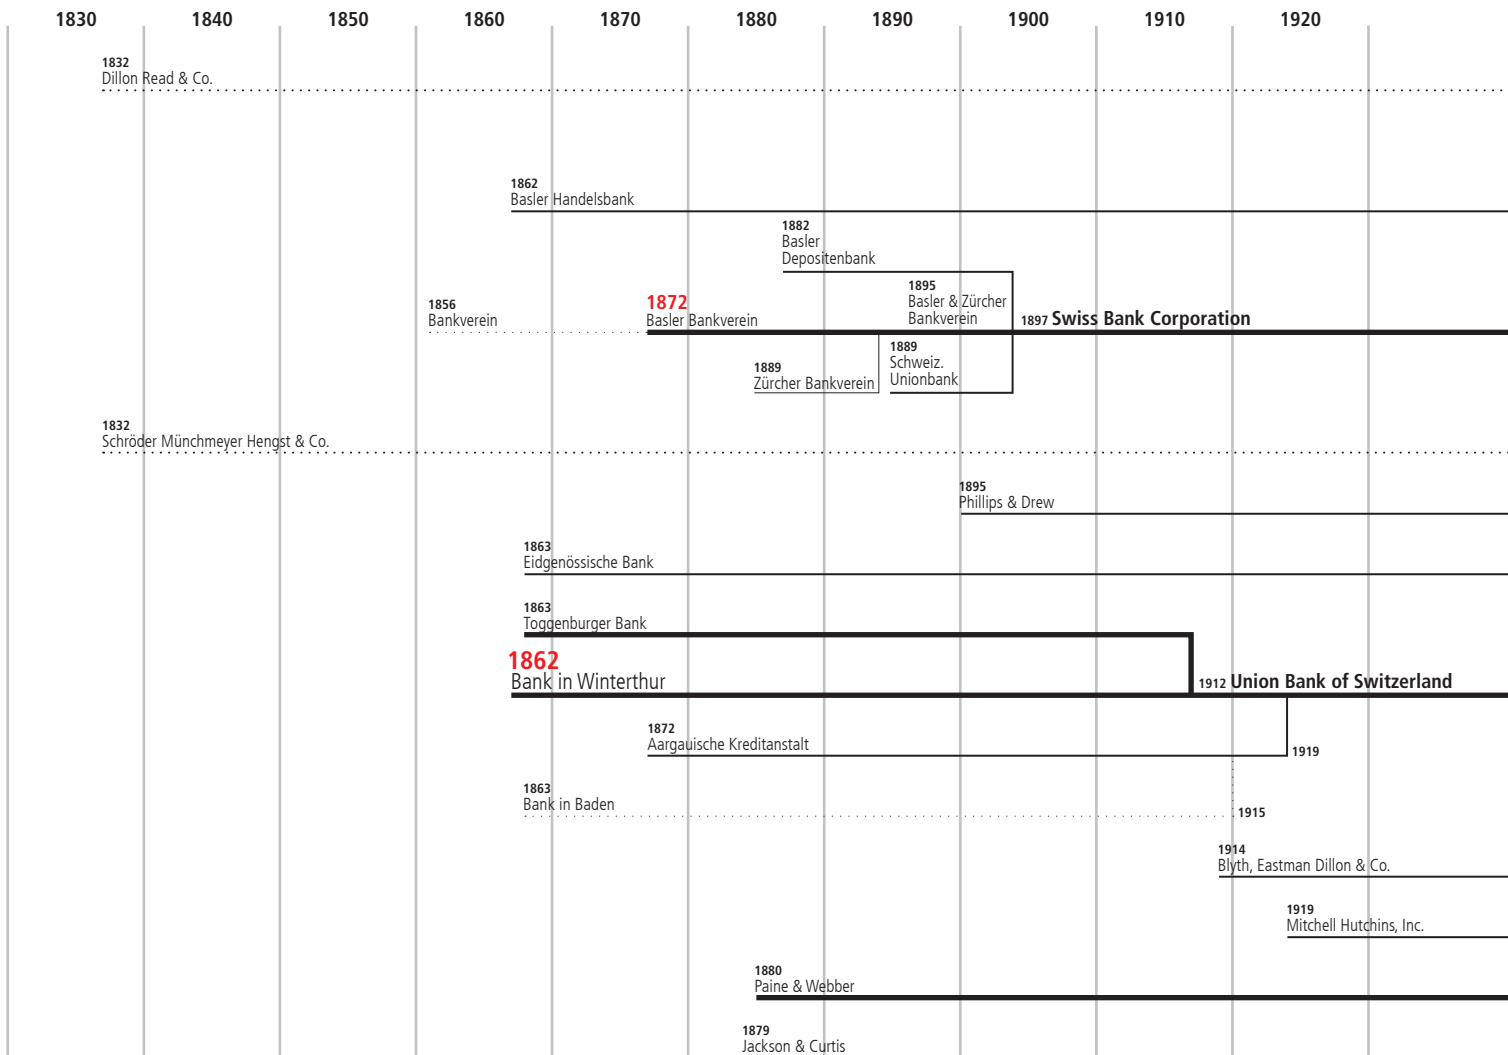 1830 1840 1850 1860 1870 1880 1890 1900 1910 1920
1832
Dillon Read & Co.
1862
Basler Handelsbank
1882
Basler
Depositenbank
1856
Bankverein
1872
Basler Bankverein
1895
Basler & Zürcher
Bankverein
1897 Swiss Bank Corporation
1889
Zürcher Bankverein
1889
Schweiz.
Unionbank
1832
Schröder Münchmeyer Hengst & Co.
1895
Phillips & Drew
1863
Eidgenössische Bank
1863
Toggenburger Bank
1862
Bank in Winterthur
1912 Union Bank of Switzerland
1872
Aargauische Kreditanstalt
1919
1863
Bank in Baden
1915
1914
Blyth, Eastman Dillon & Co.
1919
Mitchell Hutchins, Inc.
1880
Paine & Webber
1879
Jackson & Curtis